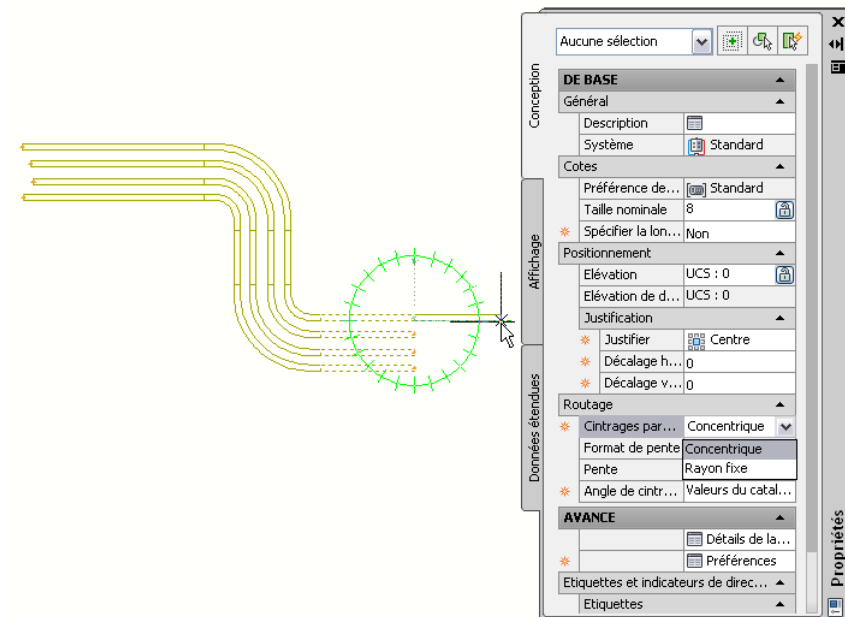 Aucune sélection
Conception
Affichage
Données étendues
Propriétés
DE BASE
Général
Description
Système Standard
Cotes
Préférence de... Standard
Taille nominale 8
Spécifier la lon... Non
Positionnement
Elévation UCS : 0
Elévation de d... UCS : 0
Justification
Justifier Centre
Décalage h... 0
Décalage v... 0
Routage
Cintrages par... Concentrique
Format de pente Concentrique
Pente Rayon fixe
Angle de cintr... Valeurs du catal...
AVANCE
Détails de la...
Préférences
Etiquettes et indicateurs de direc...
Etiquettes